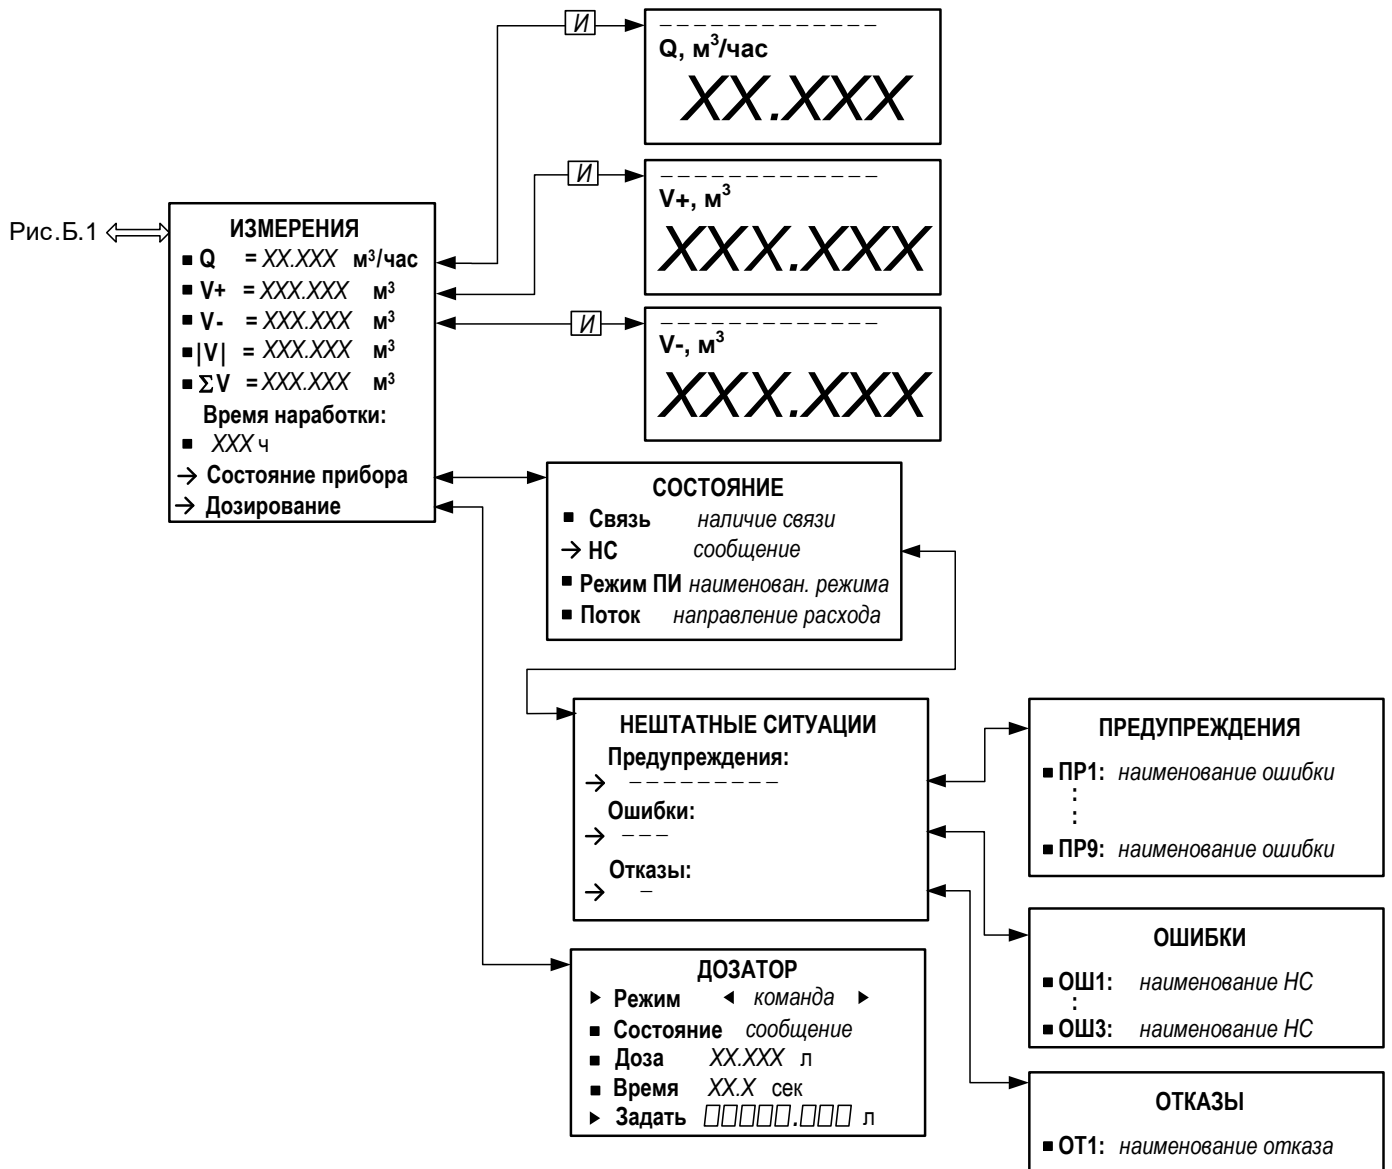 И
Q, м³/час
XX.XXX
И
V+, м³
XXX.XXX
Рис.Б.1
ИЗМЕРЕНИЯ
Q = XX.XXX м³/час
V+ = XXX.XXX м³
V- = XXX.XXX м³
|V| = XXX.XXX м³
ΣV = XXX.XXX м³
Время наработки:
XXX ч
→ Состояние прибора
→ Дозирование
И
V-, м³
XXX.XXX
СОСТОЯНИЕ
Связь наличие связи
→ НС сообщение
Режим ПИ наименован. режима
Поток направление расхода
НЕШТАТНЫЕ СИТУАЦИИ
Предупреждения:
→ _ _ _ _ _ _ _ _ _
Ошибки:
→ _ _ _
Отказы:
→ _
ПРЕДУПРЕЖДЕНИЯ
ПР1: наименование ошибки
:
:
ПР9: наименование ошибки
ОШИБКИ
ОШ1: наименование НС
:
ОШ3: наименование НС
ДОЗАТОР
Режим ◄ команда ►
Состояние сообщение
Доза XX.XXX л
Время XX.X сек
Задать □□□□□.□□□ л
ОТКАЗЫ
ОТ1: наименование отказа